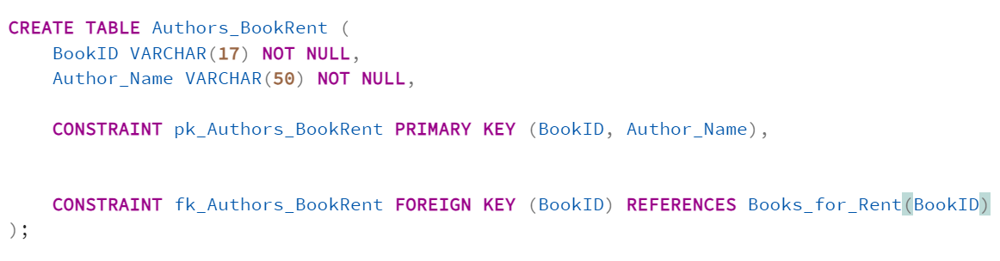 CREATE TABLE Authors_BookRent (
BookID VARCHAR(17) NOT NULL,
Author_Name VARCHAR(50) NOT NULL,
CONSTRAINT pk_Authors_BookRent PRIMARY KEY (BookID, Author_Name),
CONSTRAINT fk_Authors_BookRent FOREIGN KEY (BookID) REFERENCES Books_for_Rent(BookID)
);